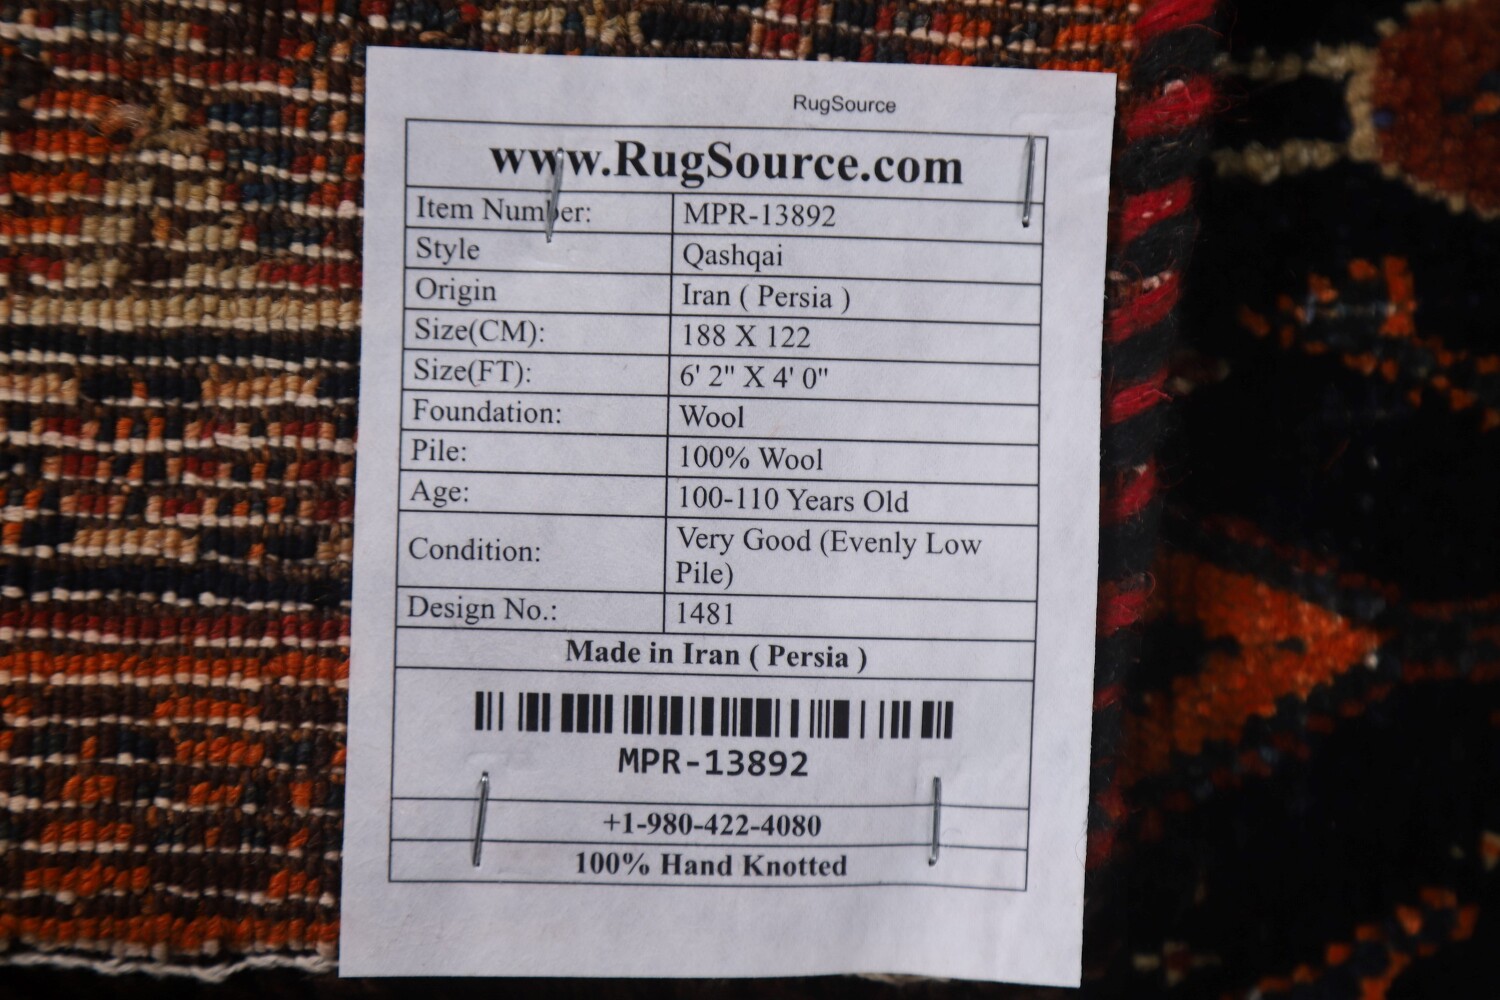 RugSource
www.RugSource.com
Item Number: MPR-13892
Style Qashqai
Origin Iran ( Persia )
Size(CM): 188 X 122
Size(FT): 6' 2" X 4' 0"
Foundation: Wool
Pile: 100% Wool
Age: 100-110 Years Old
Condition: Very Good (Evenly Low
Pile)
Design No.: 1481
Made in Iran ( Persia )
MPR-13892
+1-980-422-4080
100% Hand Knotted